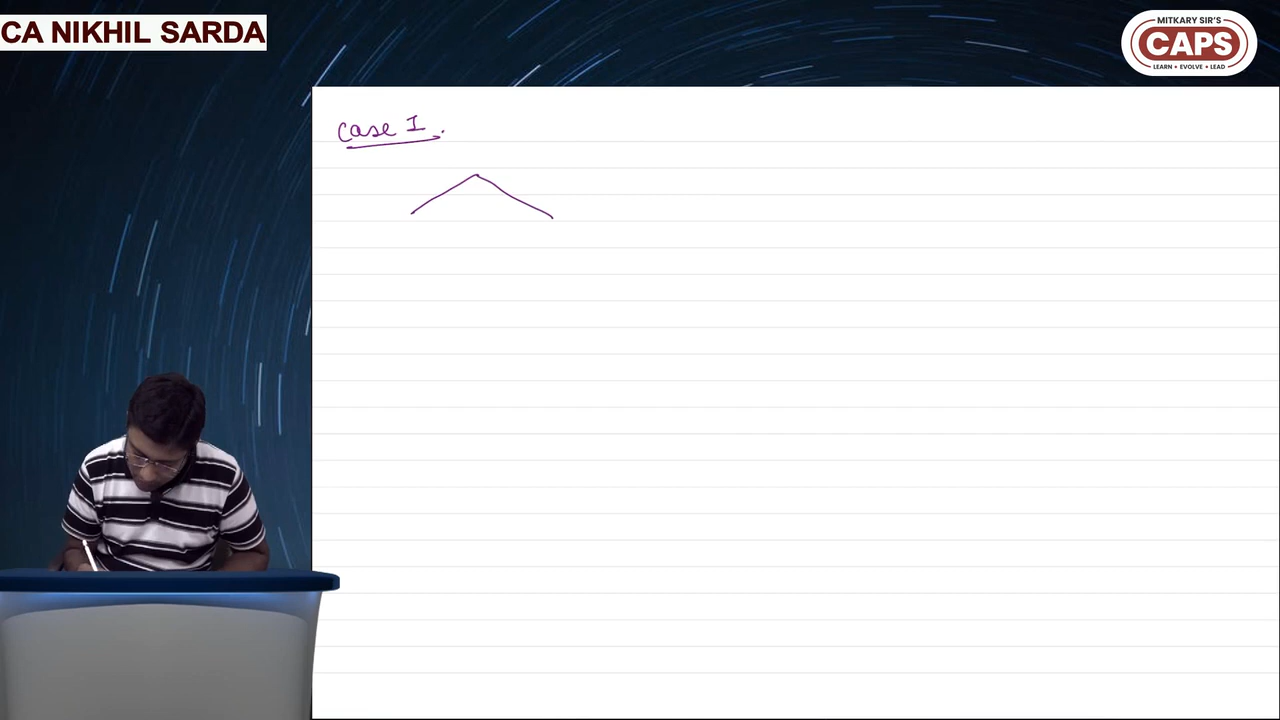 CA NIKHIL SARDA
MITKARY SIR'S
CAPS
LEARN • EVOLVE • LEAD
Case I.